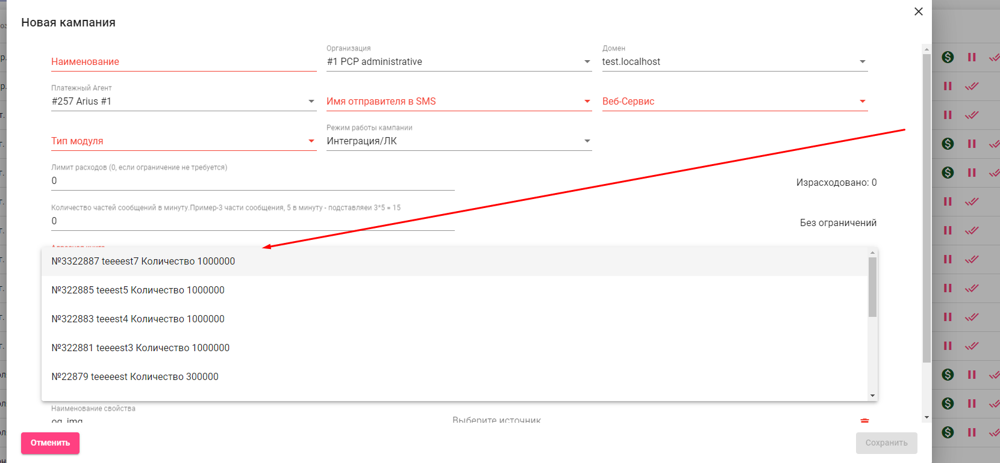 Новая кампания
Наименование
Организация
#1 PCP administrative
Домен
test.localhost
Платежный Агент
#257 Arius #1
Имя отправителя в SMS
Веб-Сервис
Тип модуля
Режим работы кампании
Интеграция/ЛК
Лимит расходов (0, если ограничение не требуется)
0
Израсходовано: 0
Количество частей сообщений в минуту.Пример-3 части сообщения, 5 в минуту - подставляеи 3*5 = 15
0
Без ограничений
Адресная книга
№3322887 teeeest7 Количество 1000000
№322885 teeest5 Количество 1000000
№322883 teeest4 Количество 1000000
№322881 teeeest3 Количество 1000000
№22879 teeeeest Количество 300000
Наименование свойства
og_img
Выберите источник
Отменить
Сохранить